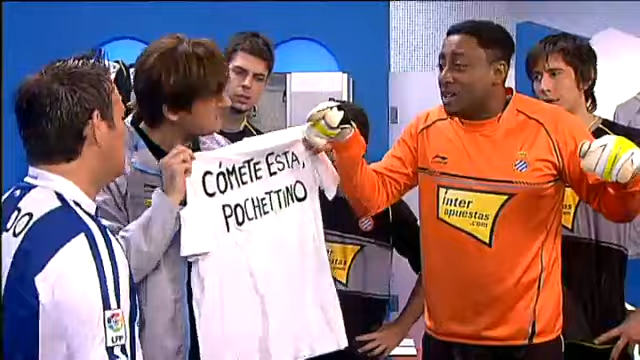 CÓMETE ESTA,
POCHETTINO
inter
apuestas
.com
LFP